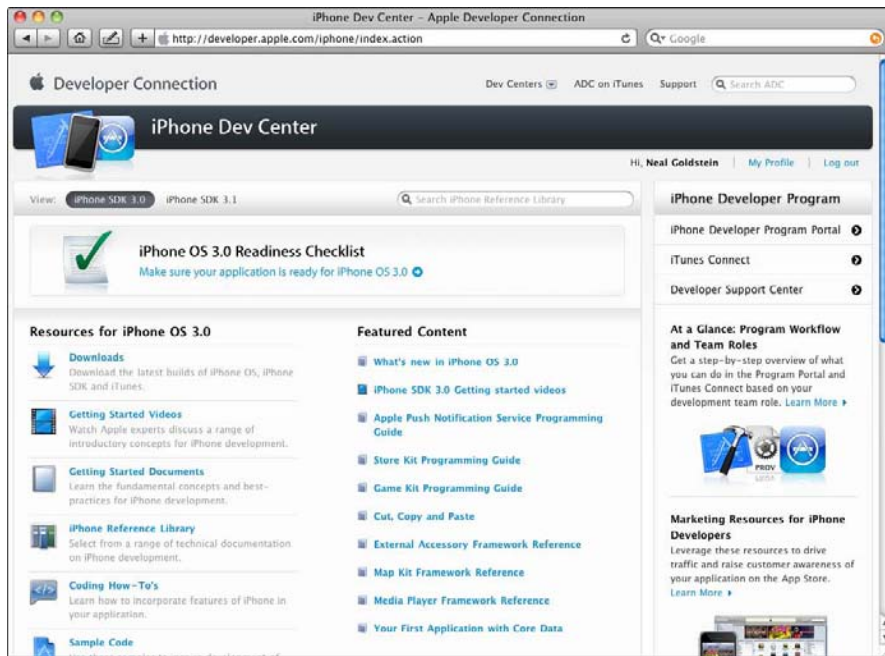 iPhone Dev Center – Apple Developer Connection
http://developer.apple.com/iphone/index.action
Google
Developer Connection
Dev Centers
ADC on iTunes
Support
Search ADC
iPhone Dev Center
Hi, Neal Goldstein | My Profile | Log out
View:
iPhone SDK 3.0
iPhone SDK 3.1
Search iPhone Reference Library
iPhone OS 3.0 Readiness Checklist
Make sure your application is ready for iPhone OS 3.0
Resources for iPhone OS 3.0
Downloads
Download the latest builds of iPhone OS, iPhone
SDK and iTunes.
Getting Started Videos
Watch Apple experts discuss a range of
introductory concepts for iPhone development.
Getting Started Documents
Learn the fundamental concepts and best-
practices for iPhone development.
iPhone Reference Library
Select from a range of technical documentation
on iPhone development.
Coding How-To's
Learn how to incorporate features of iPhone in
your application.
Sample Code
Featured Content
What's new in iPhone OS 3.0
iPhone SDK 3.0 Getting started videos
Apple Push Notification Service Programming
Guide
Store Kit Programming Guide
Game Kit Programming Guide
Cut, Copy and Paste
External Accessory Framework Reference
Map Kit Framework Reference
Media Player Framework Reference
Your First Application with Core Data
iPhone Developer Program
iPhone Developer Program Portal
iTunes Connect
Developer Support Center
At a Glance: Program Workflow
and Team Roles
Get a step-by-step overview of what
you can do in the Program Portal and
iTunes Connect based on your
development team role. Learn More
PROV
Marketing Resources for iPhone
Developers
Leverage these resources to drive
traffic and raise customer awareness of
your application on the App Store.
Learn More